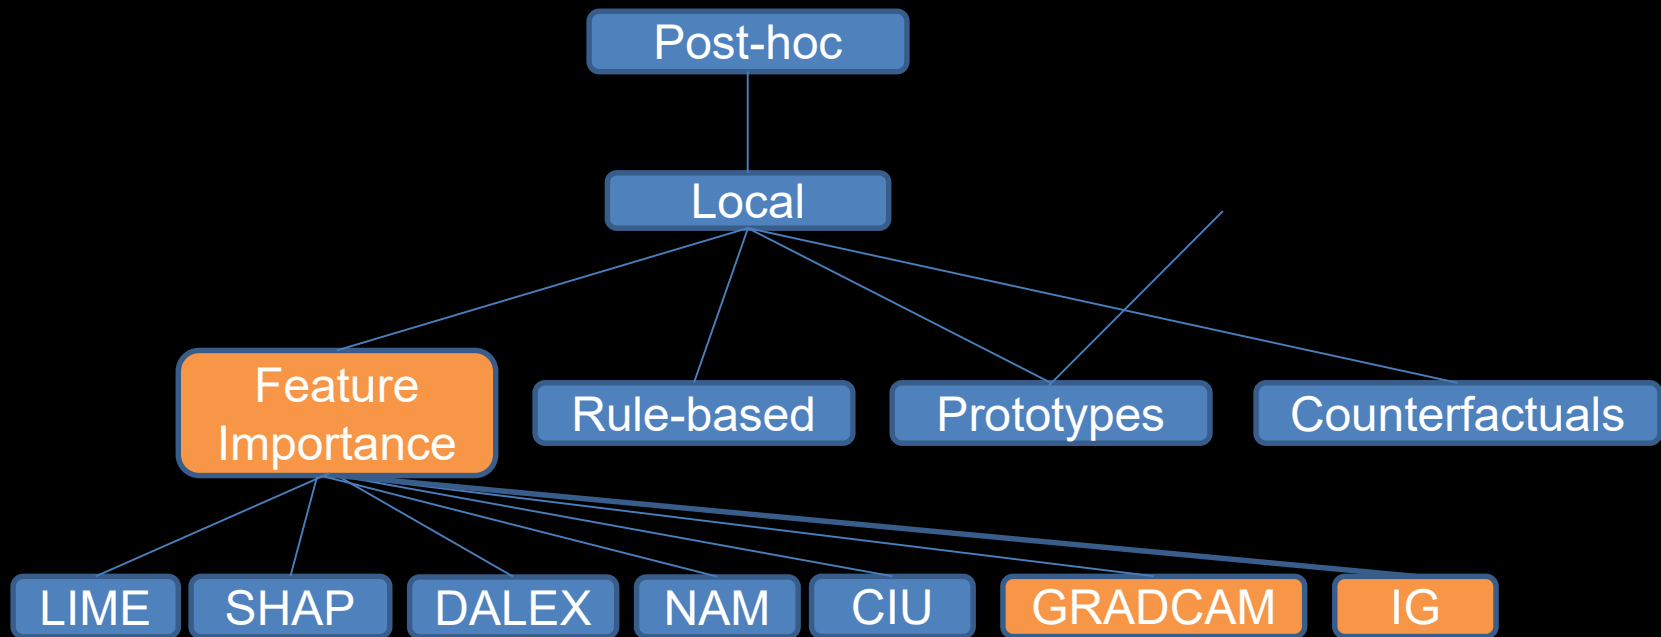 Post-hoc
Local
Feature
Importance
Rule-based
Prototypes
Counterfactuals
LIME
SHAP
DALEX
NAM
CIU
GRADCAM
IG